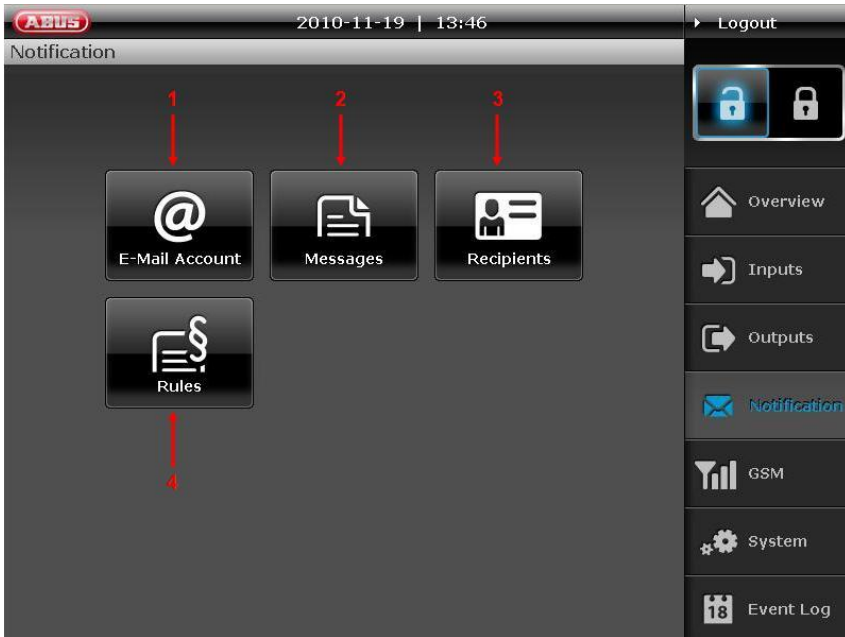 ABUS
2010-11-19 | 13:46
Logout
Notification
1
2
3
@
E-Mail Account
Messages
Recipients
§
Rules
4
Overview
Inputs
Outputs
Notification
GSM
System
18
Event Log